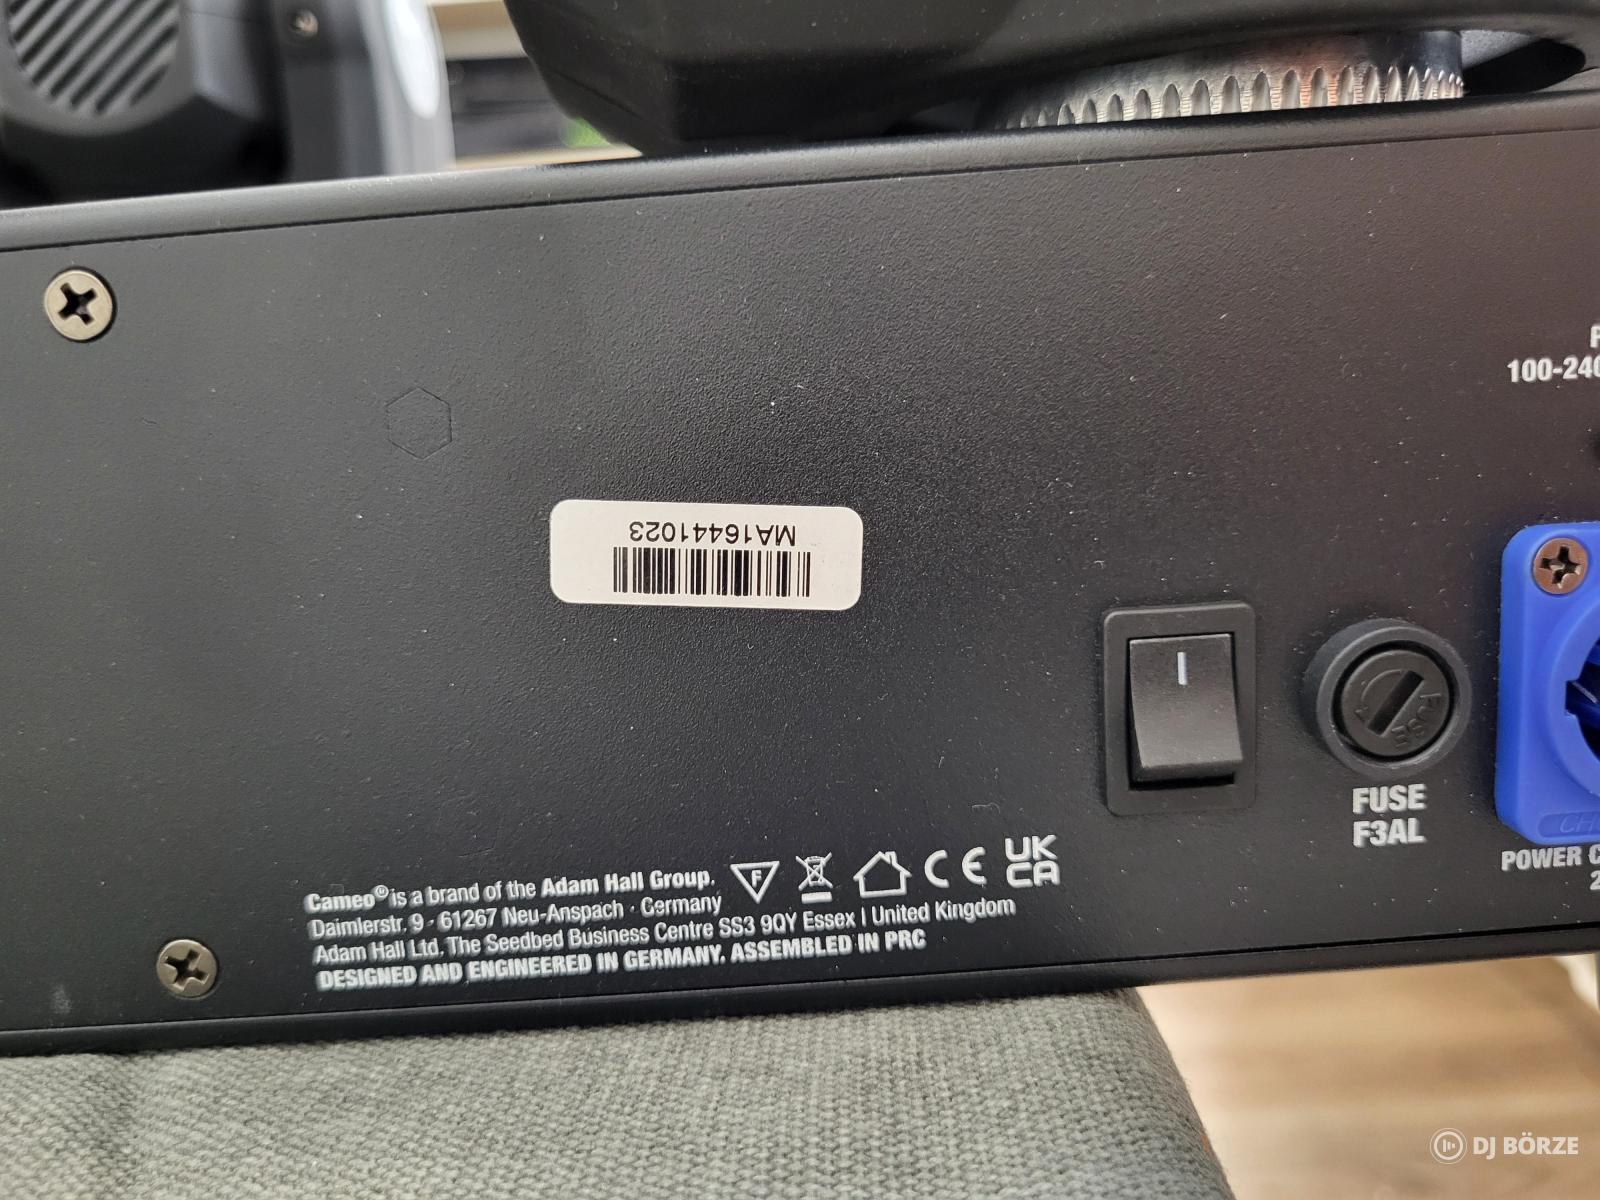 100-240
MA16441023
I
FUSE
FUSE
F3AL
POWER
Cameo® is a brand of the Adam Hall Group.
F
CE
UK
CA
Daimlerstr. 9 · 61267 Neu-Anspach · Germany
Adam Hall Ltd. The Seedbed Business Centre SS3 9QY Essex | United Kingdom
DESIGNED AND ENGINEERED IN GERMANY. ASSEMBLED IN PRC
DJ BÖRZE